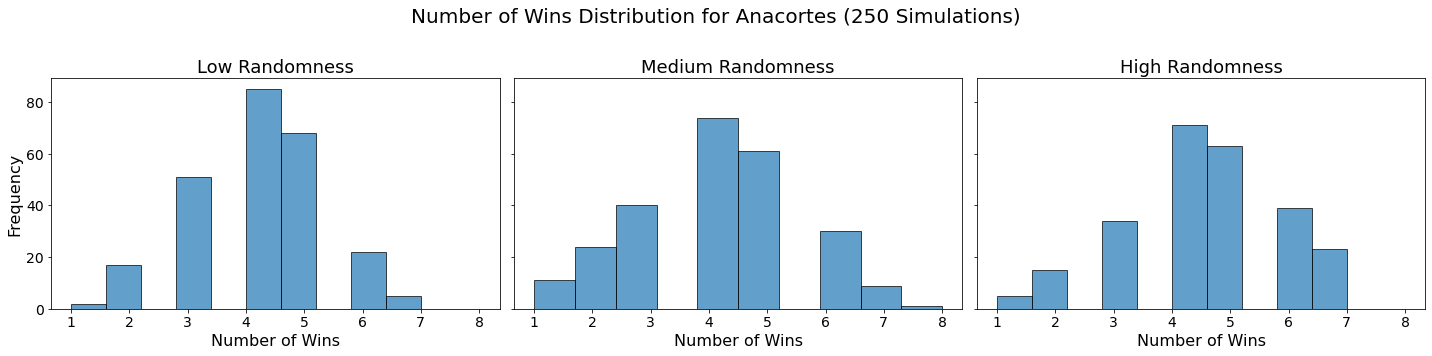 Number of Wins Distribution for Anacortes (250 Simulations)
Low Randomness
Medium Randomness
High Randomness
Frequency
80
60
40
20
0
1 2 3 4 5 6 7 8
1 2 3 4 5 6 7 8
1 2 3 4 5 6 7 8
Number of Wins
Number of Wins
Number of Wins